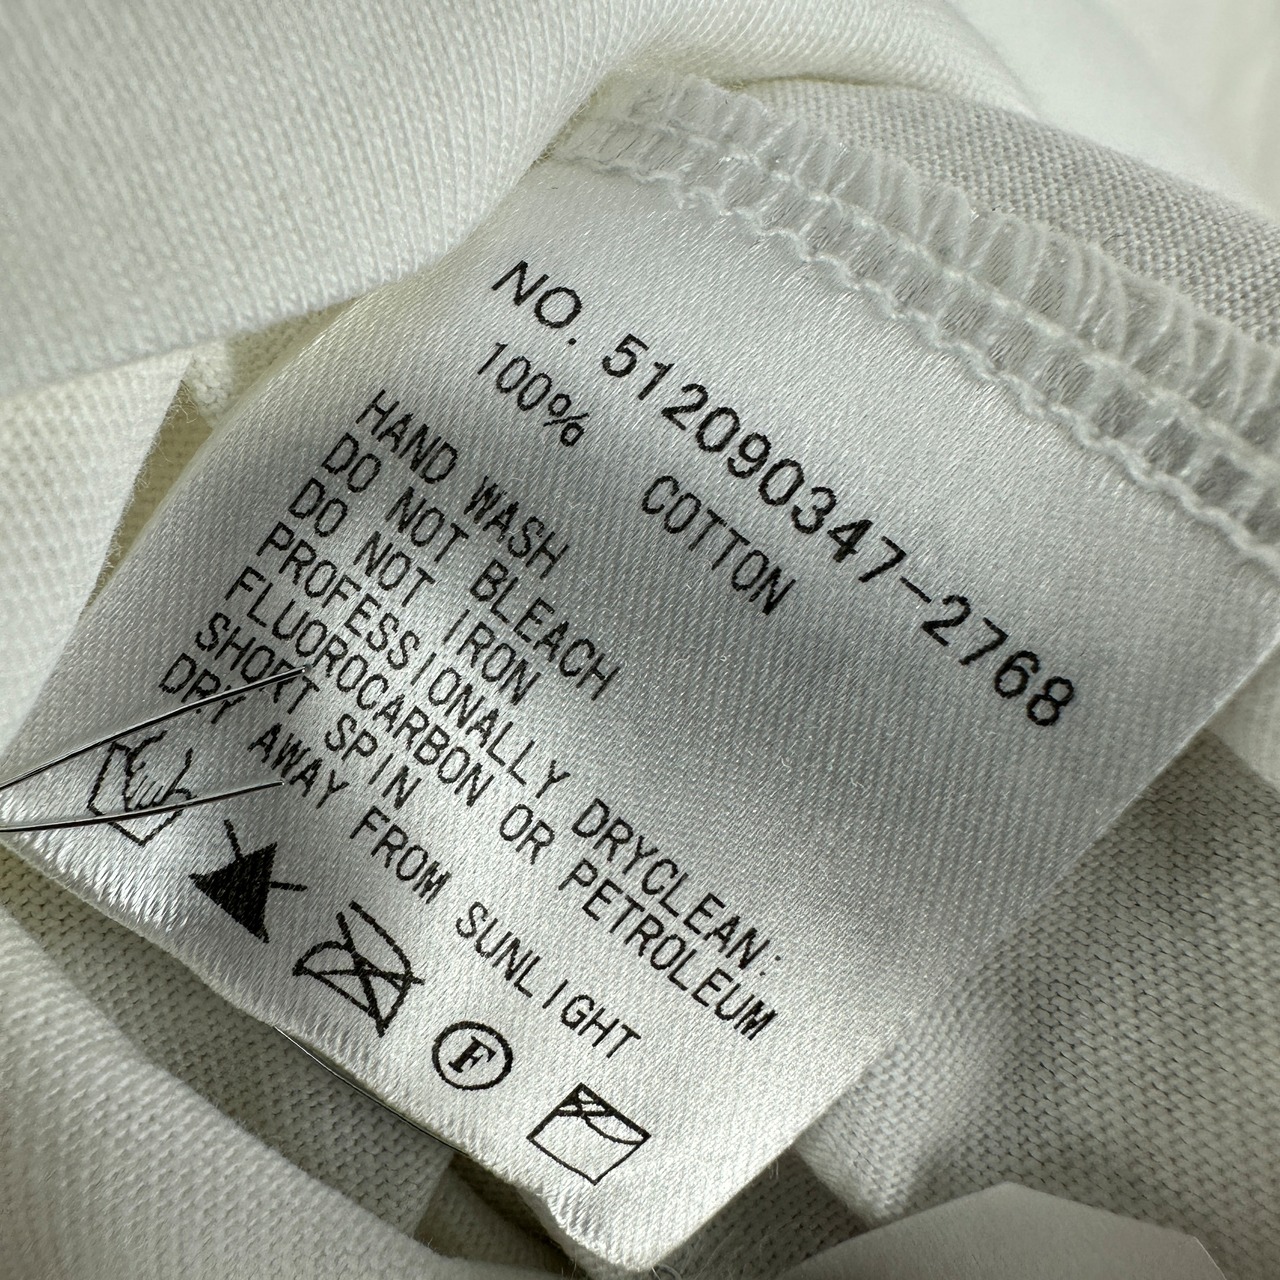 NO. 512090347-2768
100% COTTON
HAND WASH
DO NOT BLEACH
DO NOT IRON
PROFESSIONALLY DRYCLEAN:
FLUOROCARBON OR PETROLEUM
SHORT SPIN
DRY AWAY FROM SUNLIGHT
F